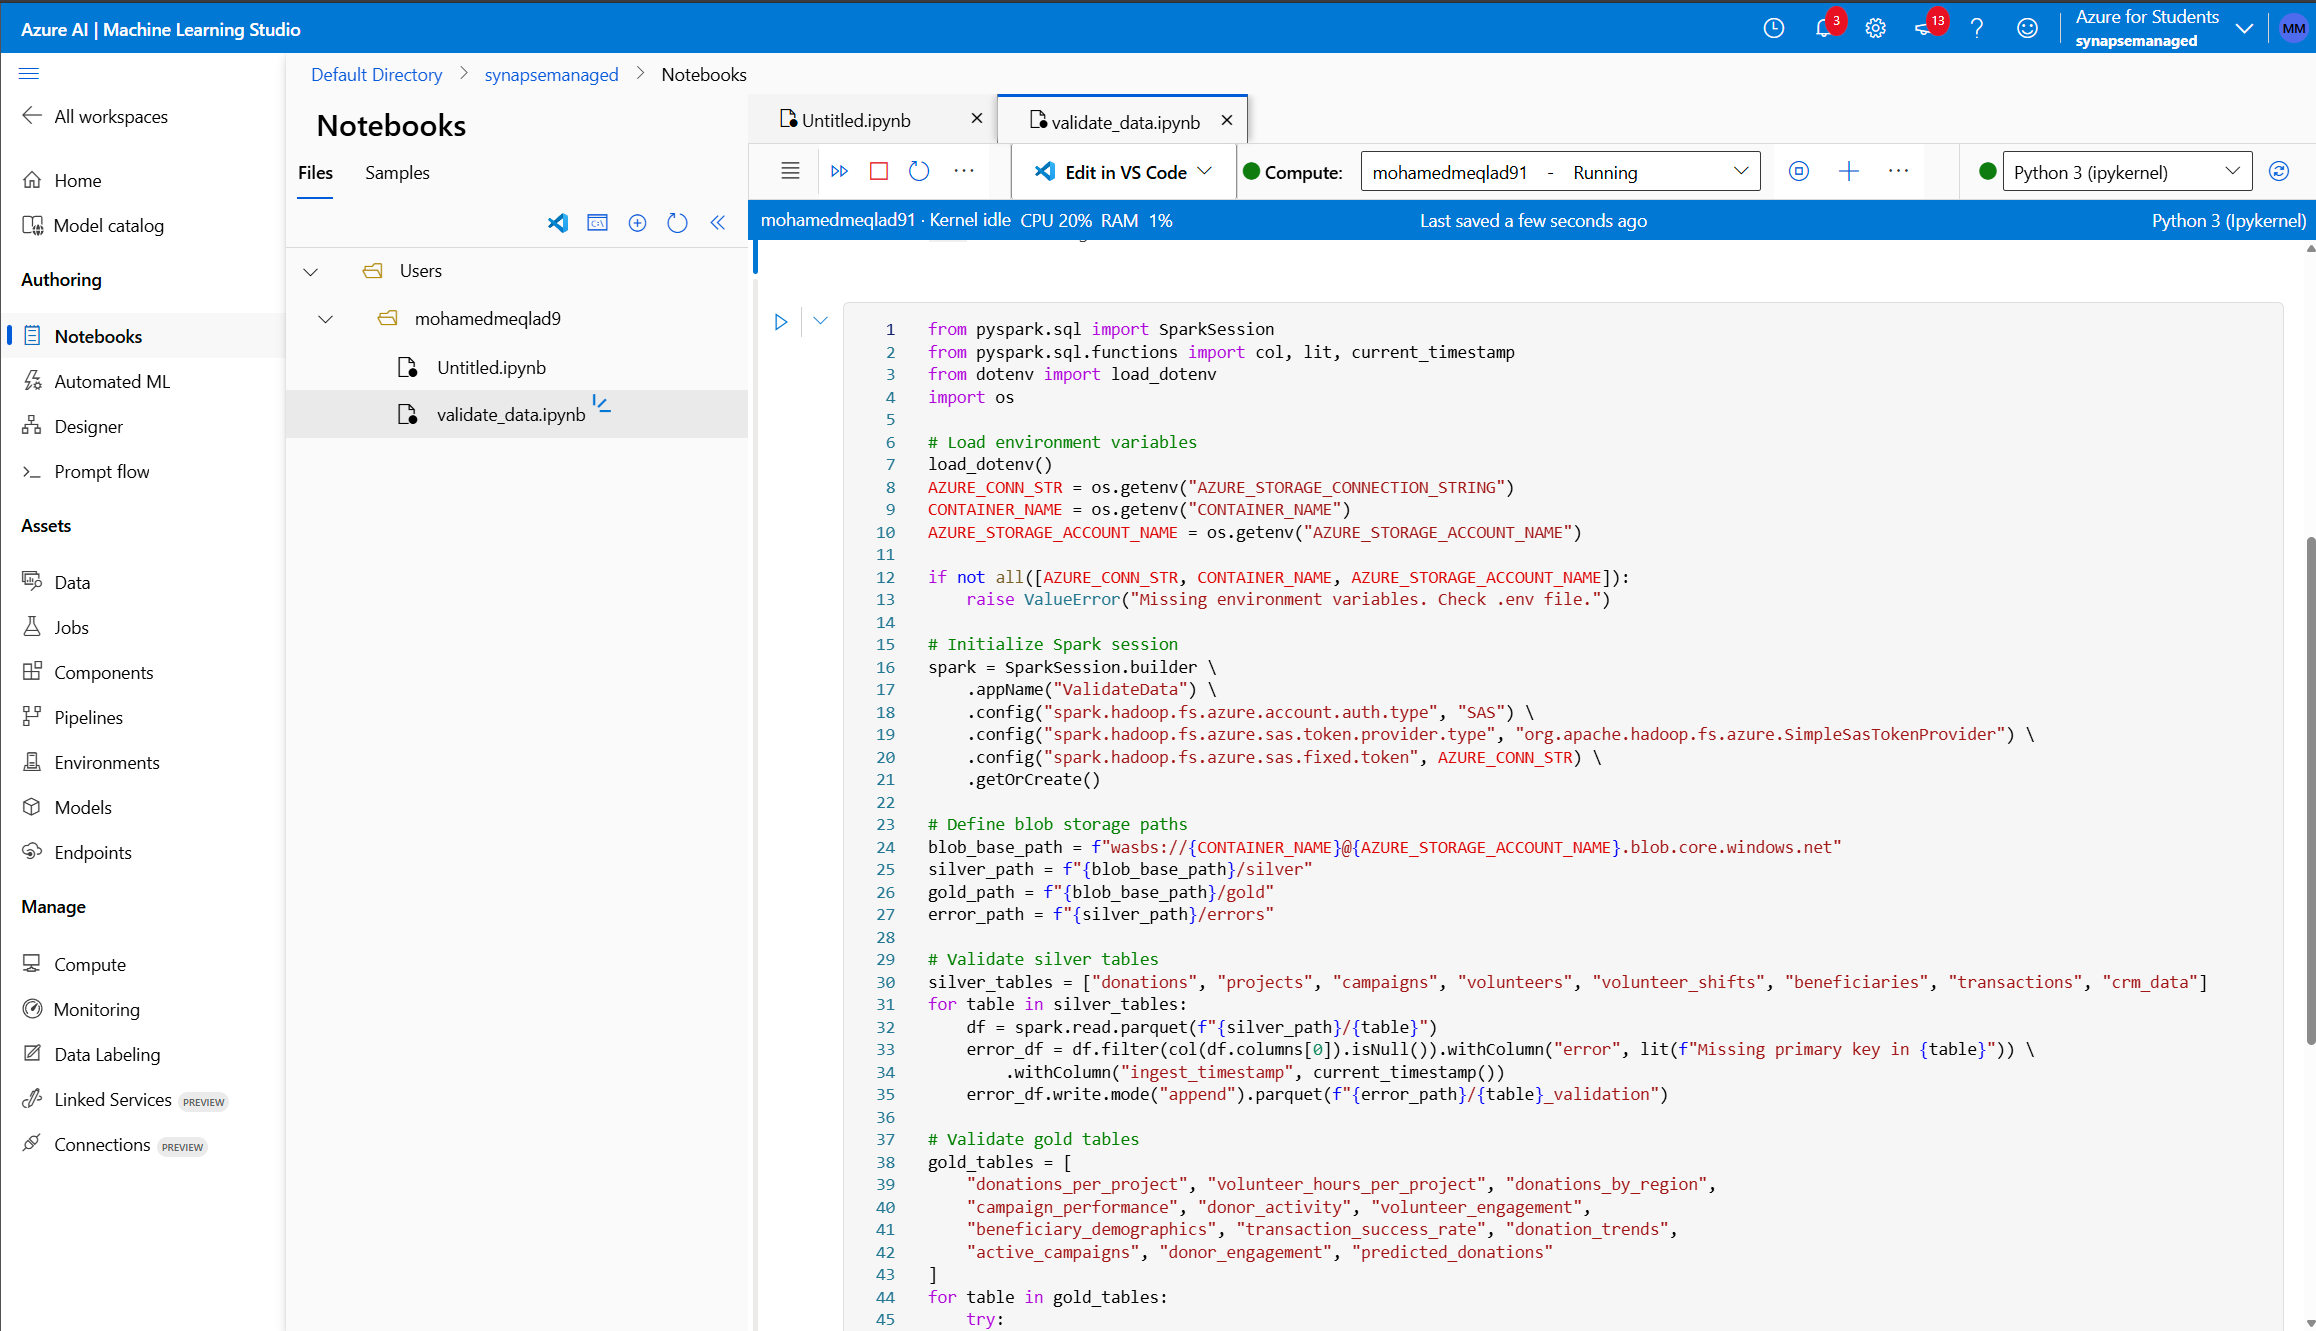 Azure AI | Machine Learning Studio
3
13
Azure for Students
synapsemanaged
MM
All workspaces
Home
Model catalog
Authoring
Notebooks
Automated ML
Designer
Prompt flow
Assets
Data
Jobs
Components
Pipelines
Environments
Models
Endpoints
Manage
Compute
Monitoring
Data Labeling
Linked Services PREVIEW
Connections PREVIEW
Default Directory > synapsemanaged > Notebooks
Notebooks
Files Samples
Users
mohamedmeqlad9
Untitled.ipynb
validate_data.ipynb
Untitled.ipynb
validate_data.ipynb
Edit in VS Code
Compute: mohamedmeqlad91 - Running
Python 3 (ipykernel)
mohamedmeqlad91 · Kernel idle CPU 20% RAM 1%
Last saved a few seconds ago
Python 3 (Ipykernel)
1 from pyspark.sql import SparkSession
2 from pyspark.sql.functions import col, lit, current_timestamp
3 from dotenv import load_dotenv
4 import os
5
6 # Load environment variables
7 load_dotenv()
8 AZURE_CONN_STR = os.getenv("AZURE_STORAGE_CONNECTION_STRING")
9 CONTAINER_NAME = os.getenv("CONTAINER_NAME")
10 AZURE_STORAGE_ACCOUNT_NAME = os.getenv("AZURE_STORAGE_ACCOUNT_NAME")
11
12 if not all([AZURE_CONN_STR, CONTAINER_NAME, AZURE_STORAGE_ACCOUNT_NAME]):
13     raise ValueError("Missing environment variables. Check .env file.")
14
15 # Initialize Spark session
16 spark = SparkSession.builder \
17     .appName("ValidateData") \
18     .config("spark.hadoop.fs.azure.account.auth.type", "SAS") \
19     .config("spark.hadoop.fs.azure.sas.token.provider.type", "org.apache.hadoop.fs.azure.SimpleSasTokenProvider") \
20     .config("spark.hadoop.fs.azure.sas.fixed.token", AZURE_CONN_STR) \
21     .getOrCreate()
22
23 # Define blob storage paths
24 blob_base_path = f"wasbs://{CONTAINER_NAME}@{AZURE_STORAGE_ACCOUNT_NAME}.blob.core.windows.net"
25 silver_path = f"{blob_base_path}/silver"
26 gold_path = f"{blob_base_path}/gold"
27 error_path = f"{silver_path}/errors"
28
29 # Validate silver tables
30 silver_tables = ["donations", "projects", "campaigns", "volunteers", "volunteer_shifts", "beneficiaries", "transactions", "crm_data"]
31 for table in silver_tables:
32     df = spark.read.parquet(f"{silver_path}/{table}")
33     error_df = df.filter(col(df.columns[0]).isNull()).withColumn("error", lit(f"Missing primary key in {table}")) \
34         .withColumn("ingest_timestamp", current_timestamp())
35     error_df.write.mode("append").parquet(f"{error_path}/{table}_validation")
36
37 # Validate gold tables
38 gold_tables = [
39     "donations_per_project", "volunteer_hours_per_project", "donations_by_region",
40     "campaign_performance", "donor_activity", "volunteer_engagement",
41     "beneficiary_demographics", "transaction_success_rate", "donation_trends",
42     "active_campaigns", "donor_engagement", "predicted_donations"
43 ]
44 for table in gold_tables:
45     try: